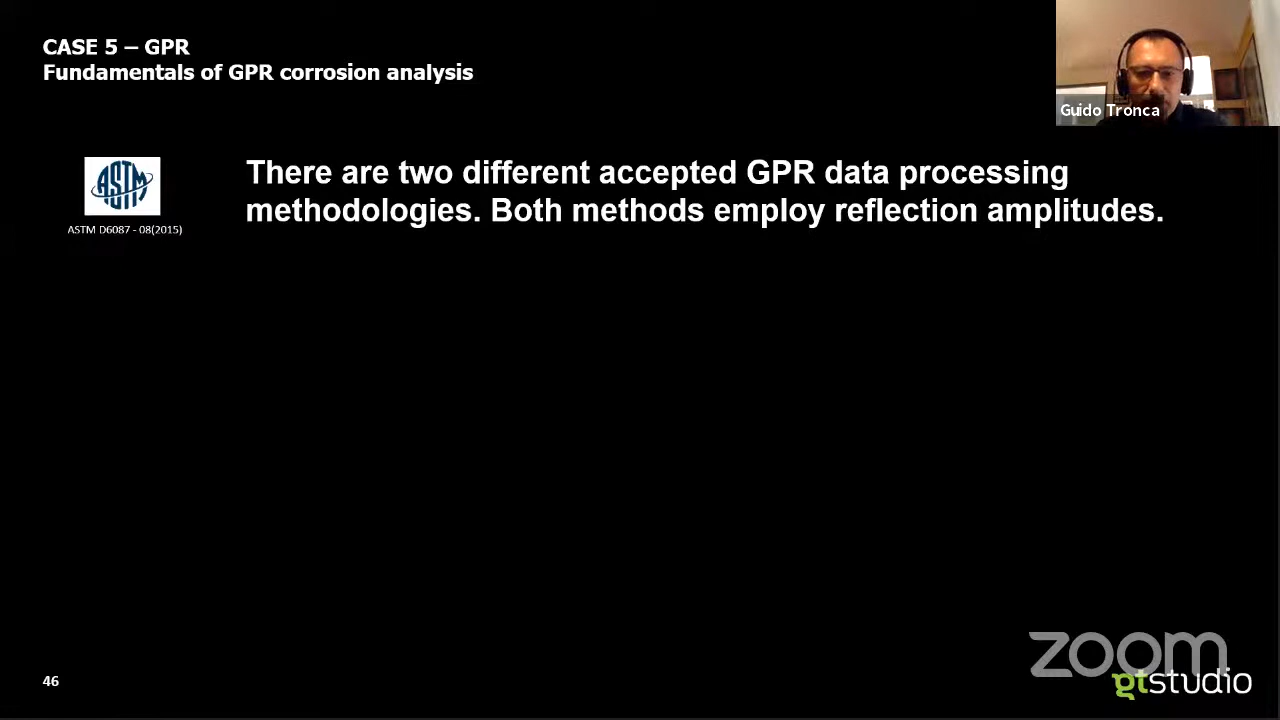 CASE 5 – GPR
Fundamentals of GPR corrosion analysis
Guido Tronca
ASTM
ASTM D6087 - 08(2015)
There are two different accepted GPR data processing
methodologies. Both methods employ reflection amplitudes.
zoom
46
gtstudio